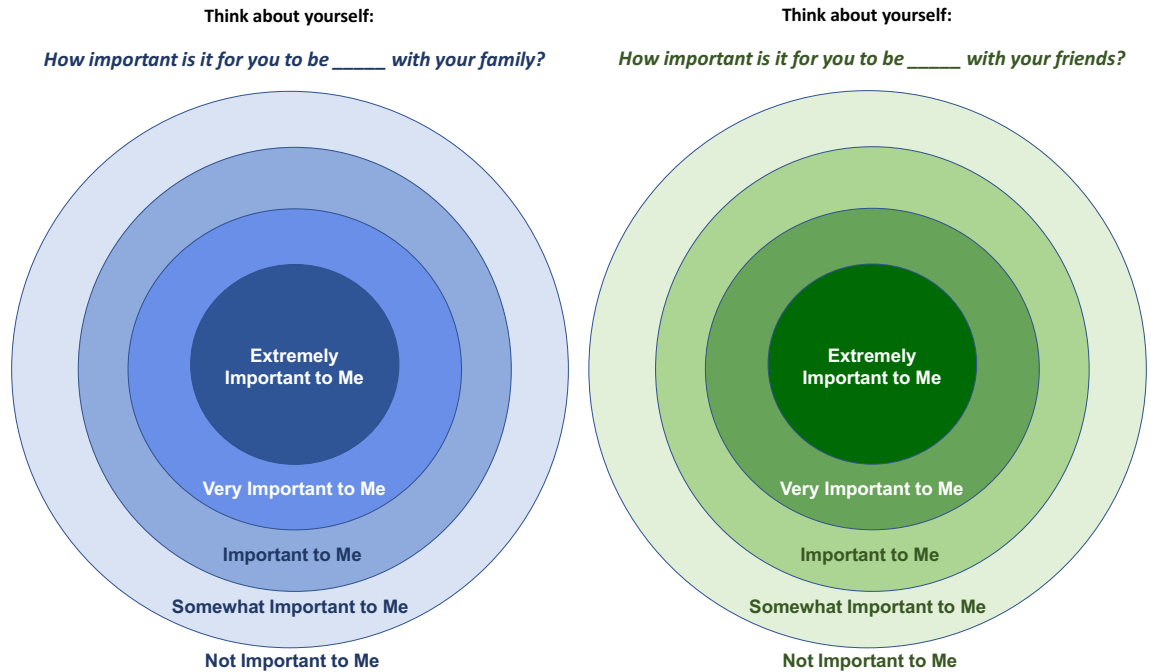 Think about yourself:
How important is it for you to be _____ with your family?
Extremely
Important to Me
Very Important to Me
Important to Me
Somewhat Important to Me
Not Important to Me
Think about yourself:
How important is it for you to be _____ with your friends?
Extremely
Important to Me
Very Important to Me
Important to Me
Somewhat Important to Me
Not Important to Me